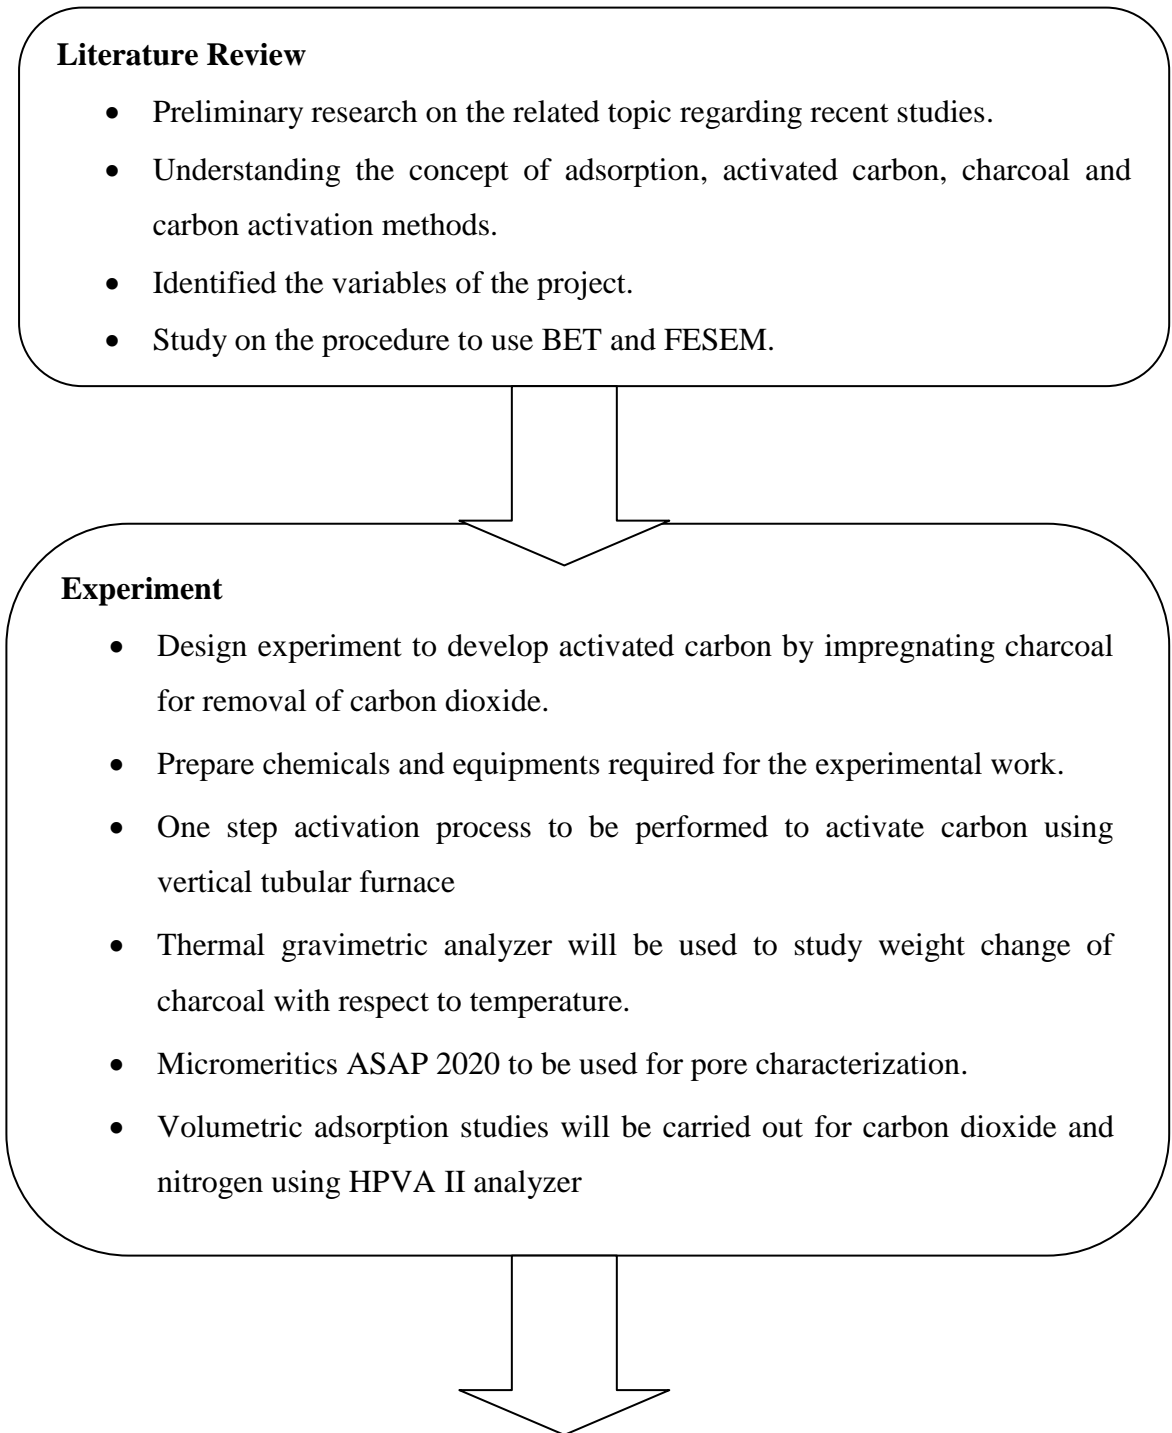 Literature Review
• Preliminary research on the related topic regarding recent studies.
• Understanding the concept of adsorption, activated carbon, charcoal and
carbon activation methods.
• Identified the variables of the project.
• Study on the procedure to use BET and FESEM.
Experiment
• Design experiment to develop activated carbon by impregnating charcoal
for removal of carbon dioxide.
• Prepare chemicals and equipments required for the experimental work.
• One step activation process to be performed to activate carbon using
vertical tubular furnace
• Thermal gravimetric analyzer will be used to study weight change of
charcoal with respect to temperature.
• Micromeritics ASAP 2020 to be used for pore characterization.
• Volumetric adsorption studies will be carried out for carbon dioxide and
nitrogen using HPVA II analyzer